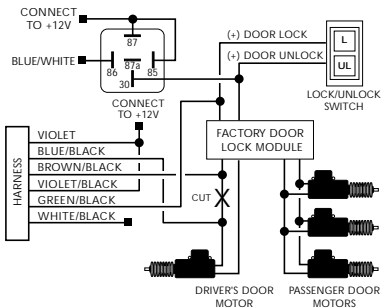 CONNECT
TO +12V
87
BLUE/WHITE
87a
86
85
30
(+) DOOR LOCK
(+) DOOR UNLOCK
L
UL
LOCK/UNLOCK
SWITCH
CONNECT
TO +12V
HARNESS
VIOLET
BLUE/BLACK
BROWN/BLACK
VIOLET/BLACK
GREEN/BLACK
WHITE/BLACK
FACTORY DOOR
LOCK MODULE
CUT
DRIVER'S DOOR
MOTOR
PASSENGER DOOR
MOTORS